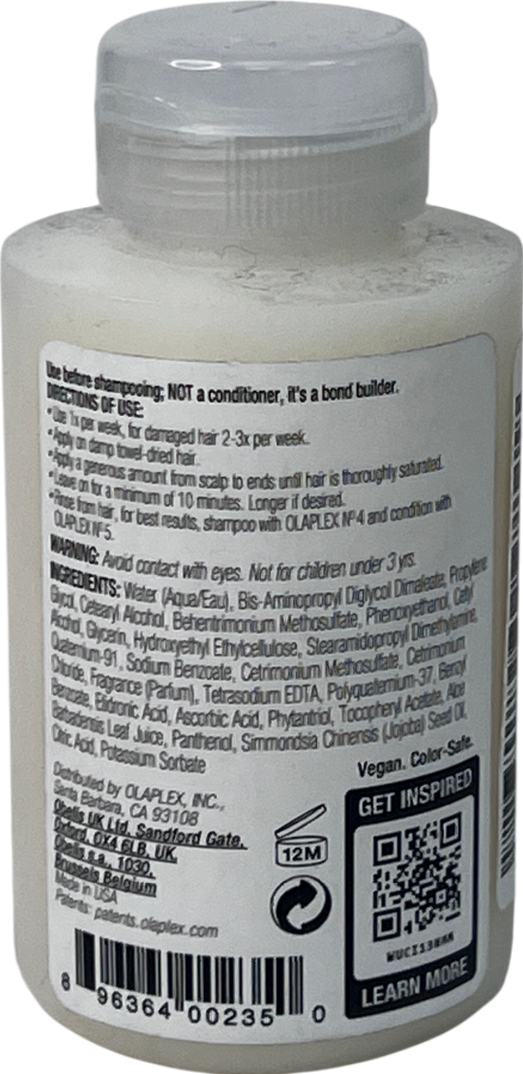 Use before shampooing; NOT a conditioner, it's a bond builder.
DIRECTIONS OF USE:
*Use 1x per week, for damaged hair 2-3x per week.
*Apply on damp towel-dried hair.
*Apply a generous amount from scalp to ends until hair is thoroughly saturated.
*Leave on for a minimum of 10 minutes. Longer if desired.
*Rinse from hair, for best results, shampoo with OLAPLEX Nº4 and condition with
OLAPLEX Nº5.
WARNING: Avoid contact with eyes. Not for children under 3 yrs.
INGREDIENTS: Water (Aqua/Eau), Bis-Aminopropyl Diglycol Dimaleate, Propylene
Glycol, Cetearyl Alcohol, Behentrimonium Methosulfate, Phenoxyethanol, Cetyl
Alcohol, Glycerin, Hydroxyethyl Ethylcellulose, Stearamidopropyl Dimethylamine,
Quaternium-91, Sodium Benzoate, Cetrimonium Methosulfate, Cetrimonium
Chloride, Fragrance (Parfum), Tetrasodium EDTA, Polyquaternium-37, Benzyl
Benzoate, Etidronic Acid, Ascorbic Acid, Phytantriol, Tocopheryl Acetate, Aloe
Barbadensis Leaf Juice, Panthenol, Simmondsia Chinensis (Jojoba) Seed Oil,
Citric Acid, Potassium Sorbate
Vegan. Color-Safe.
Distributed by OLAPLEX, INC.,
Santa Barbara, CA 93108
Obelis UK Ltd, Sandford Gate,
Oxford, OX4 6LB, UK.
Obelis s.a., 1030,
Brussels Belgium
Made in USA
Patents: patents.olaplex.com
12M
GET INSPIRED
LEARN MORE
8 96364 00235 0